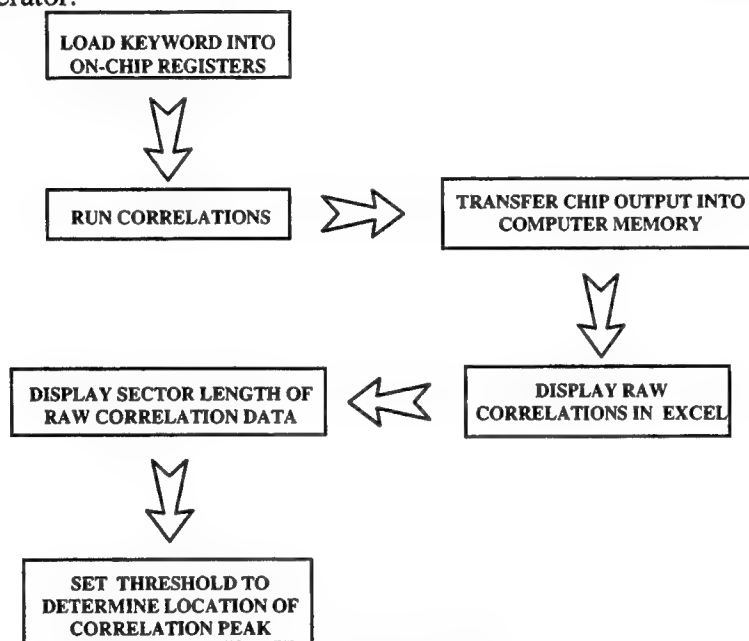 erator.
LOAD KEYWORD INTO
ON-CHIP REGISTERS
RUN CORRELATIONS
TRANSFER CHIP OUTPUT INTO
COMPUTER MEMORY
DISPLAY RAW
CORRELATIONS IN EXCEL
DISPLAY SECTOR LENGTH OF
RAW CORRELATION DATA
SET THRESHOLD TO
DETERMINE LOCATION OF
CORRELATION PEAK